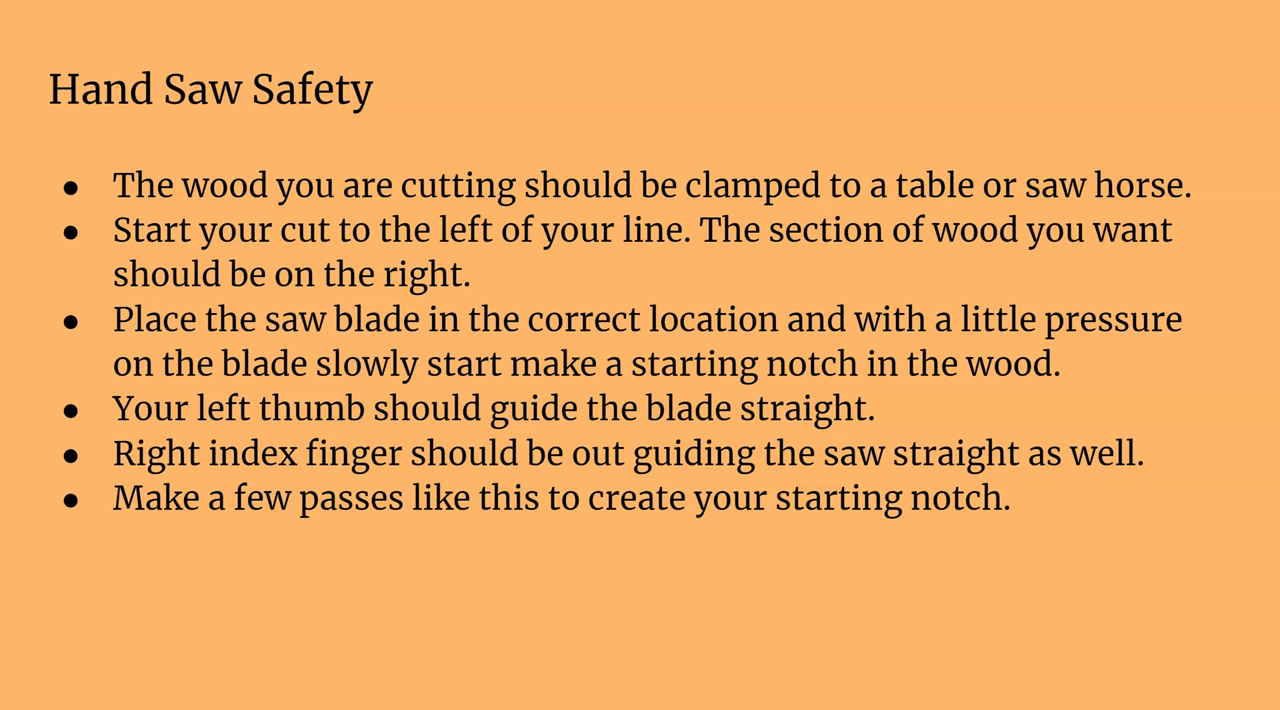 Hand Saw Safety
● The wood you are cutting should be clamped to a table or saw horse.
● Start your cut to the left of your line. The section of wood you want
should be on the right.
● Place the saw blade in the correct location and with a little pressure
on the blade slowly start make a starting notch in the wood.
● Your left thumb should guide the blade straight.
● Right index finger should be out guiding the saw straight as well.
● Make a few passes like this to create your starting notch.